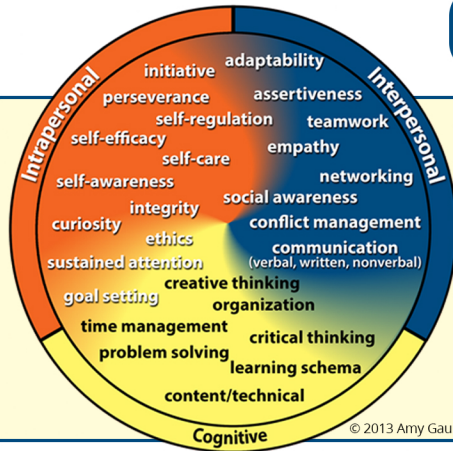 Intrapersonal
Interpersonal
adaptability
initiative
assertiveness
perseverance
self-regulation
teamwork
self-efficacy
empathy
self-care
networking
self-awareness
social awareness
integrity
conflict management
curiosity
ethics
communication
(verbal, written, nonverbal)
sustained attention
creative thinking
goal setting
organization
time management
critical thinking
problem solving
learning schema
content/technical
Cognitive
© 2013 Amy